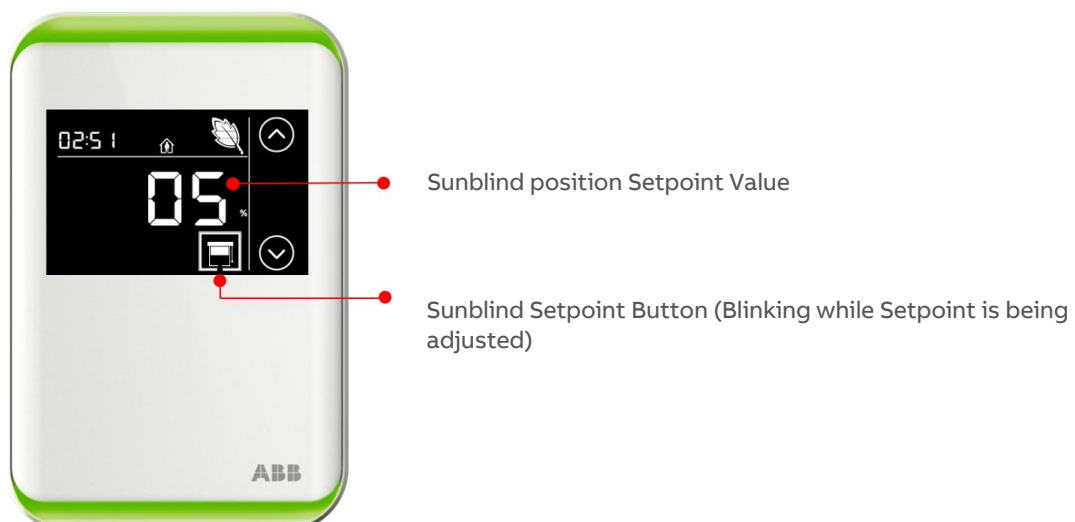 02:51
05
%
Sunblind position Setpoint Value
Sunblind Setpoint Button (Blinking while Setpoint is being
adjusted)
ABB